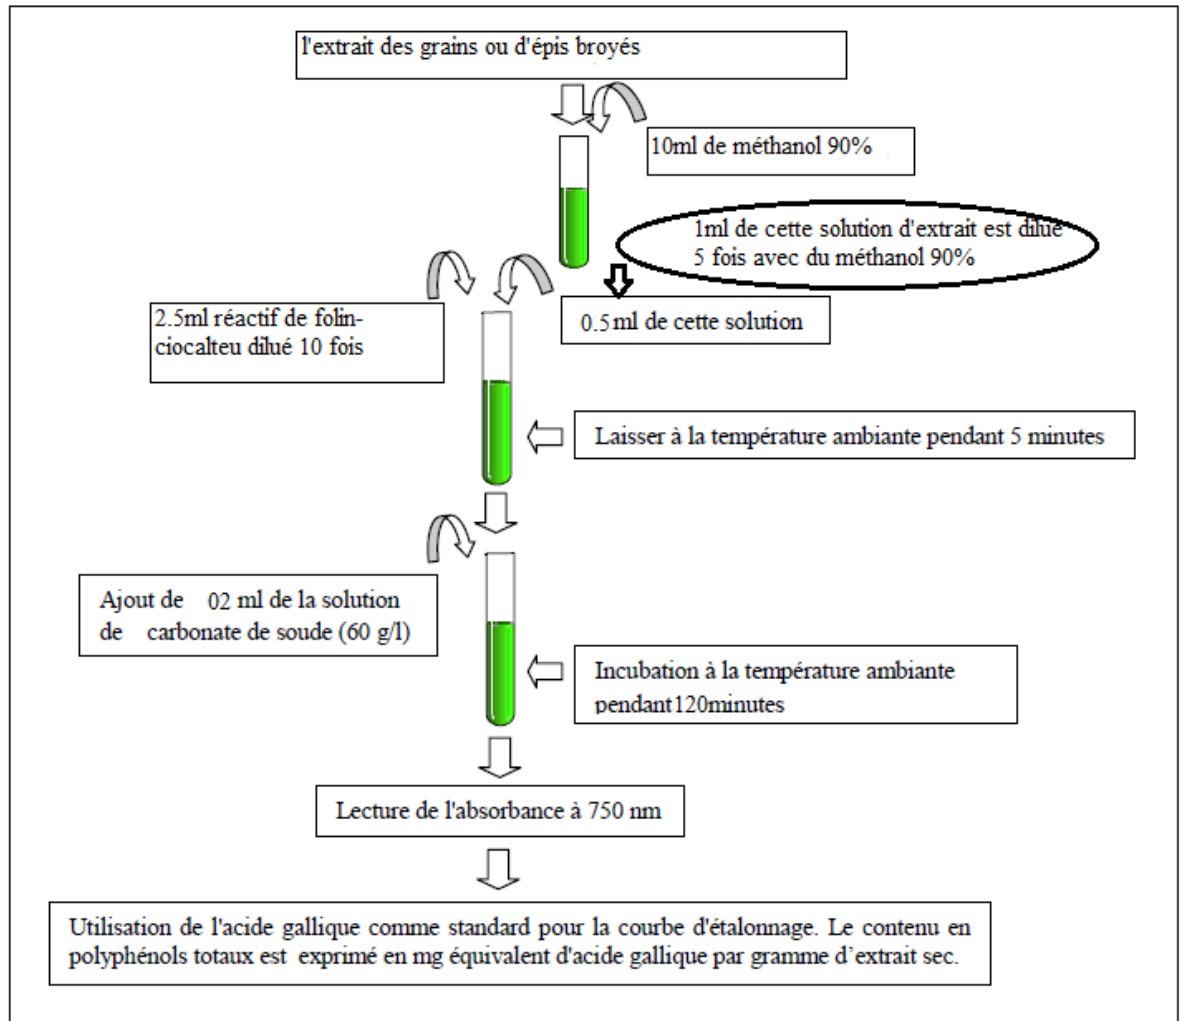 l'extrait des grains ou d'épis broyés
10ml de méthanol 90%
1ml de cette solution d'extrait est dilué
5 fois avec du méthanol 90%
2.5ml réactif de folin-
ciocalteu dilué 10 fois
0.5ml de cette solution
Laisser à la température ambiante pendant 5 minutes
Ajout de 02 ml de la solution
de carbonate de soude (60 g/l)
Incubation à la température ambiante
pendant120minutes
Lecture de l'absorbance à 750 nm
Utilisation de l'acide gallique comme standard pour la courbe d'étalonnage. Le contenu en
polyphénols totaux est exprimé en mg équivalent d'acide gallique par gramme d’extrait sec.